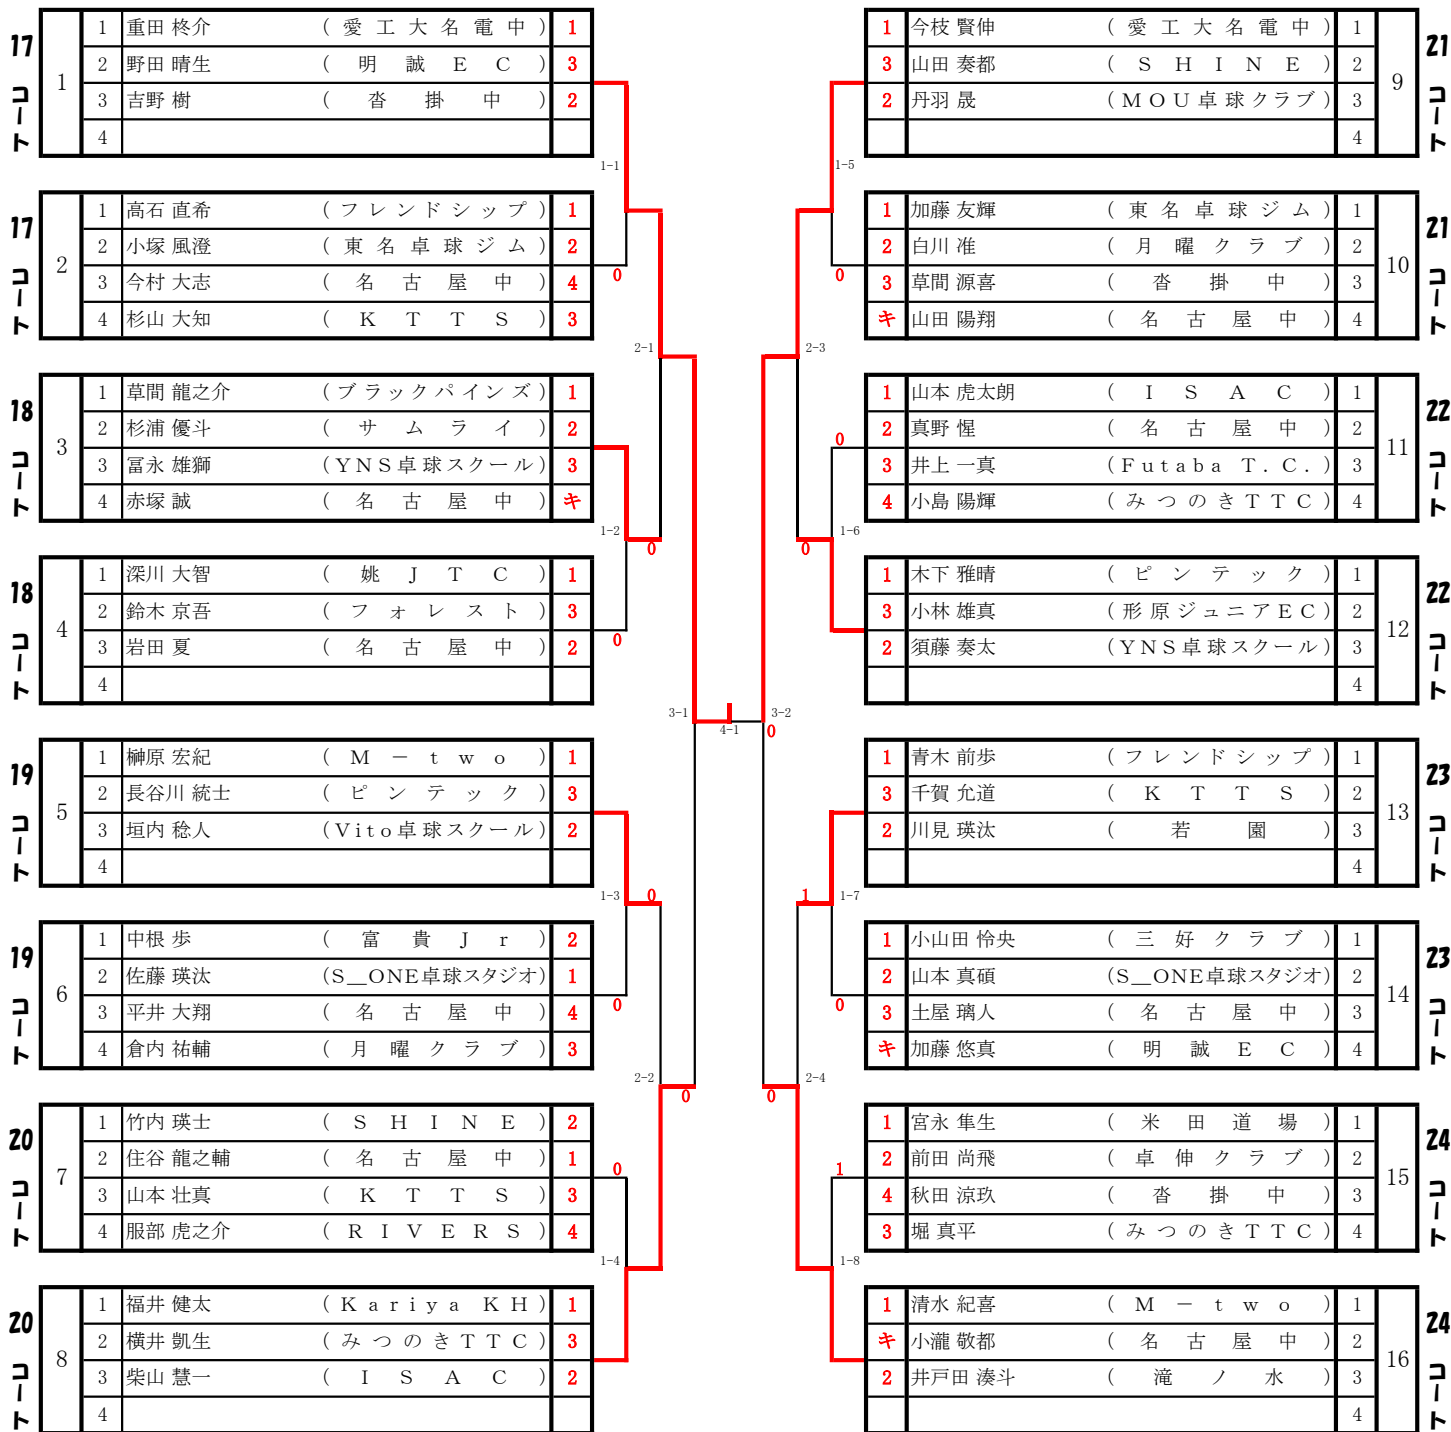 17コート
1
1 重田 柊介 (愛工大名電中) 1
2 野田 晴生 (明誠EC) 3
3 吉野 樹 (沓掛中) 2
4
17コート
2
1 高石 直希 (フレンドシップ) 1
2 小塚 風澄 (東名卓球ジム) 2
3 今村 大志 (名古屋中) 4
4 杉山 大知 (KTTS) 3
18コート
3
1 草間 龍之介 (ブラックパインズ) 1
2 杉浦 優斗 (サムライ) 2
3 冨永 雄獅 (YNS卓球スクール) 3
4 赤塚 誠 (名古屋中) キ
18コート
4
1 深川 大智 (姚JTC) 1
2 鈴木 京吾 (フォレスト) 3
3 岩田 夏 (名古屋中) 2
4
19コート
5
1 榊原 宏紀 (M-two) 1
2 長谷川 統士 (ピンテック) 3
3 垣内 稔人 (Vito卓球スクール) 2
4
19コート
6
1 中根 歩 (富貴Jr) 2
2 佐藤 瑛汰 (S_ONE卓球スタジオ) 1
3 平井 大翔 (名古屋中) 4
4 倉内 祐輔 (月曜クラブ) 3
20コート
7
1 竹内 瑛士 (SHINE) 2
2 住谷 龍之輔 (名古屋中) 1
3 山本 壮真 (KTTS) 3
4 服部 虎之介 (RIVERS) 4
20コート
8
1 福井 健太 (Kariya KH) 1
2 横井 凱生 (みつのきTTC) 3
3 柴山 慧一 (ISAC) 2
4
1-1
0
2-1
1-2
0
0
3-1
1-3
0
0
2-2
0
0
1-4
4-1
1-5
0
2-3
0
1-6
0
3-2
0
1
1-7
0
2-4
0
1
1-8
1 今枝 賢伸 (愛工大名電中) 1
3 山田 奏都 (SHINE) 2
2 丹羽 晟 (MOU卓球クラブ) 3
4
9
21コート
1 加藤 友輝 (東名卓球ジム) 1
2 白川 准 (月曜クラブ) 2
3 草間 源喜 (沓掛中) 3
キ 山田 陽翔 (名古屋中) 4
10
21コート
1 山本 虎太朗 (ISAC) 1
2 真野 惺 (名古屋中) 2
3 井上 一真 (Futaba T.C.) 3
4 小島 陽輝 (みつのきTTC) 4
11
22コート
1 木下 雅晴 (ピンテック) 1
3 小林 雄真 (形原ジュニアEC) 2
2 須藤 奏太 (YNS卓球スクール) 3
4
12
22コート
1 青木 前歩 (フレンドシップ) 1
3 千賀 允道 (KTTS) 2
2 川見 瑛汰 (若園) 3
4
13
23コート
1 小山田 怜央 (三好クラブ) 1
2 山本 真碩 (S_ONE卓球スタジオ) 2
3 土屋 璃人 (名古屋中) 3
キ 加藤 悠真 (明誠EC) 4
14
23コート
1 宮永 隼生 (米田道場) 1
2 前田 尚飛 (卓伸クラブ) 2
4 秋田 涼玖 (沓掛中) 3
3 堀 真平 (みつのきTTC) 4
15
24コート
1 清水 紀喜 (M-two) 1
キ 小瀧 敬都 (名古屋中) 2
2 井戸田 湊斗 (滝ノ水) 3
4
16
24コート